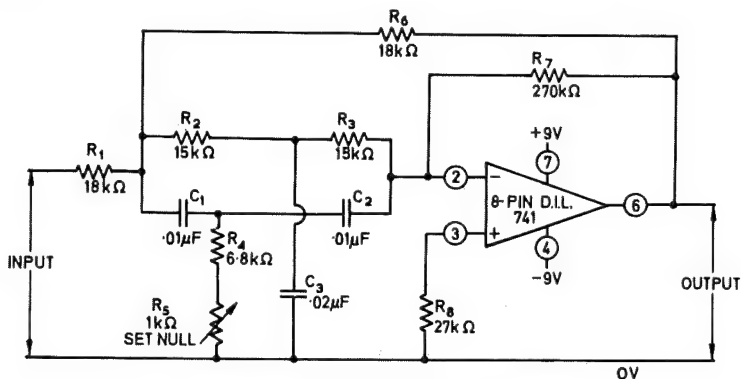 R6
18kΩ
R7
270kΩ
R2
15kΩ
R3
15kΩ
+9V
7
R1
18kΩ
2
−
8-PIN D.I.L.
741
6
C1
.01µF
C2
.01µF
3
+
4
−9V
R4
6.8kΩ
INPUT
OUTPUT
C3
.02µF
R5
1kΩ
SET NULL
R8
27kΩ
0V